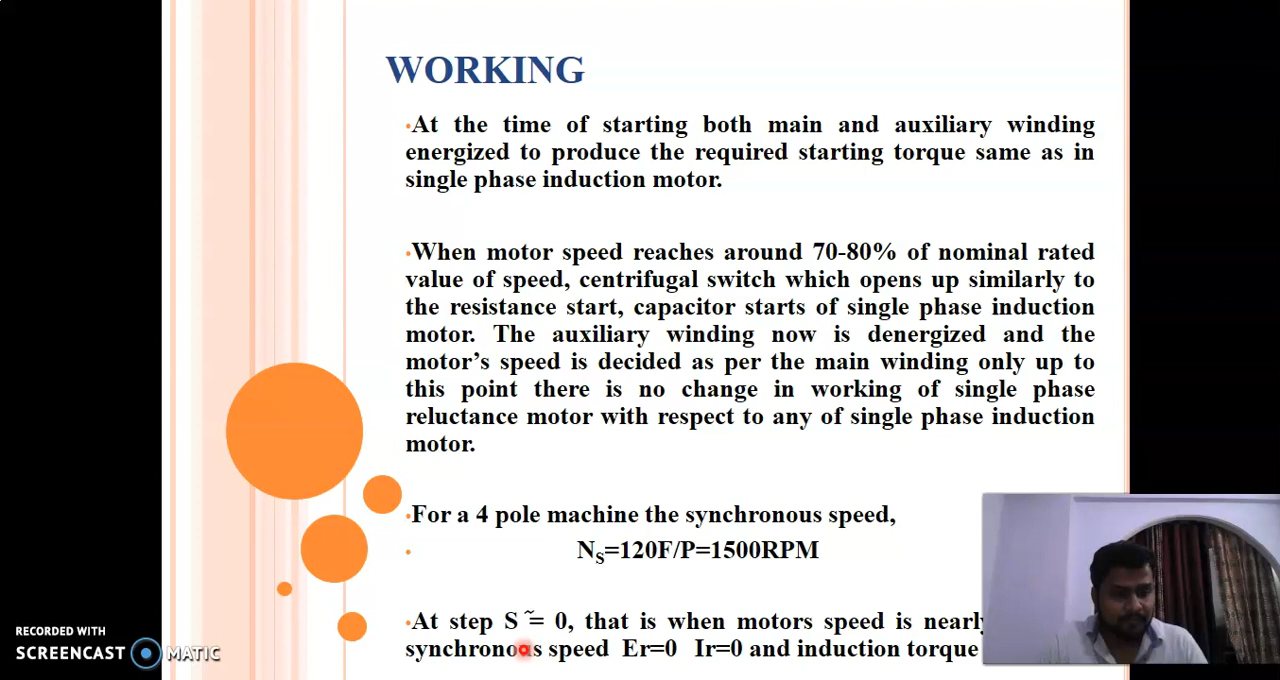 WORKING
•At the time of starting both main and auxiliary winding
energized to produce the required starting torque same as in
single phase induction motor.
•When motor speed reaches around 70-80% of nominal rated
value of speed, centrifugal switch which opens up similarly to
the resistance start, capacitor starts of single phase induction
motor. The auxiliary winding now is denergized and the
motor's speed is decided as per the main winding only up to
this point there is no change in working of single phase
reluctance motor with respect to any of single phase induction
motor.
•For a 4 pole machine the synchronous speed,
• NS=120F/P=1500RPM
•At step S ˜= 0, that is when motors speed is nearly
synchronous speed Er=0 Ir=0 and induction torque
RECORDED WITH
SCREENCAST MATIC